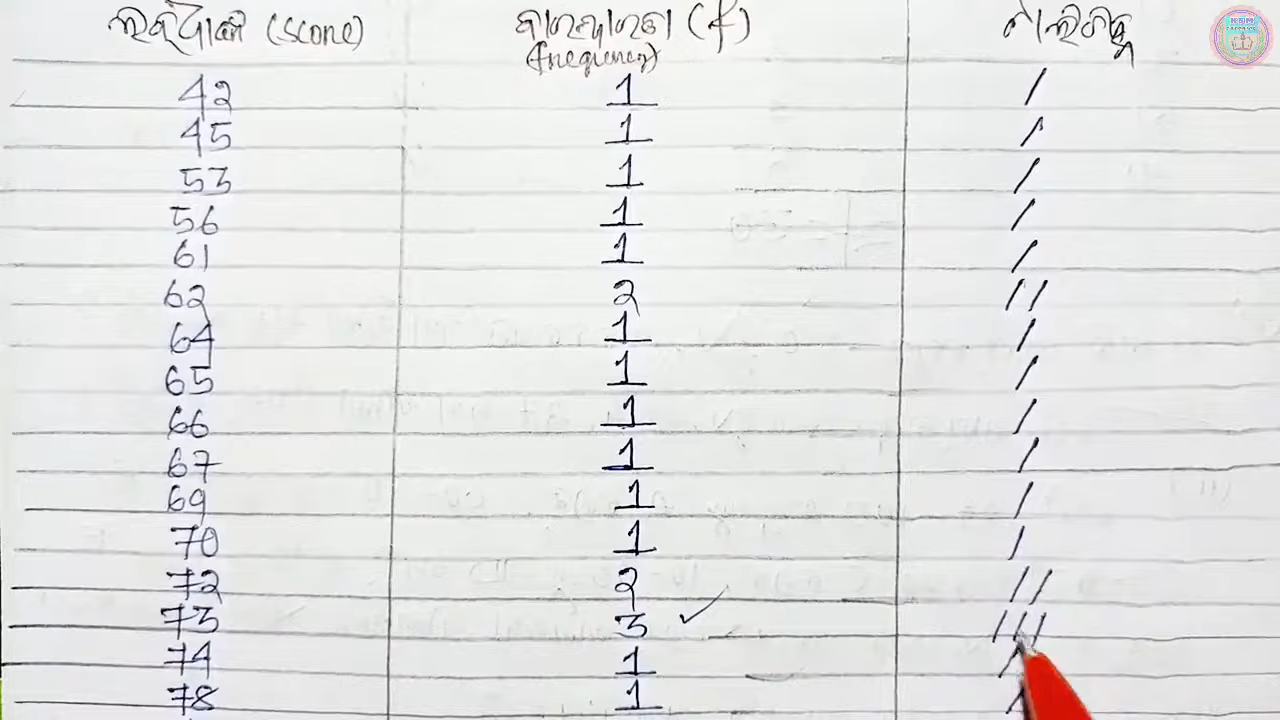 ଲବ୍ଧାଙ୍କ (score) ବାରମ୍ବାରତା (f) ଟାଲିଚିହ୍ନ
(frequency)
42 1 /
45 1 /
53 1 /
56 1 /
61 1 /
62 2 //
64 1 /
65 1 /
66 1 /
67 1 /
69 1 /
70 1 /
72 2 //
73 3 ✓ ///
74 1 /
78 1 /